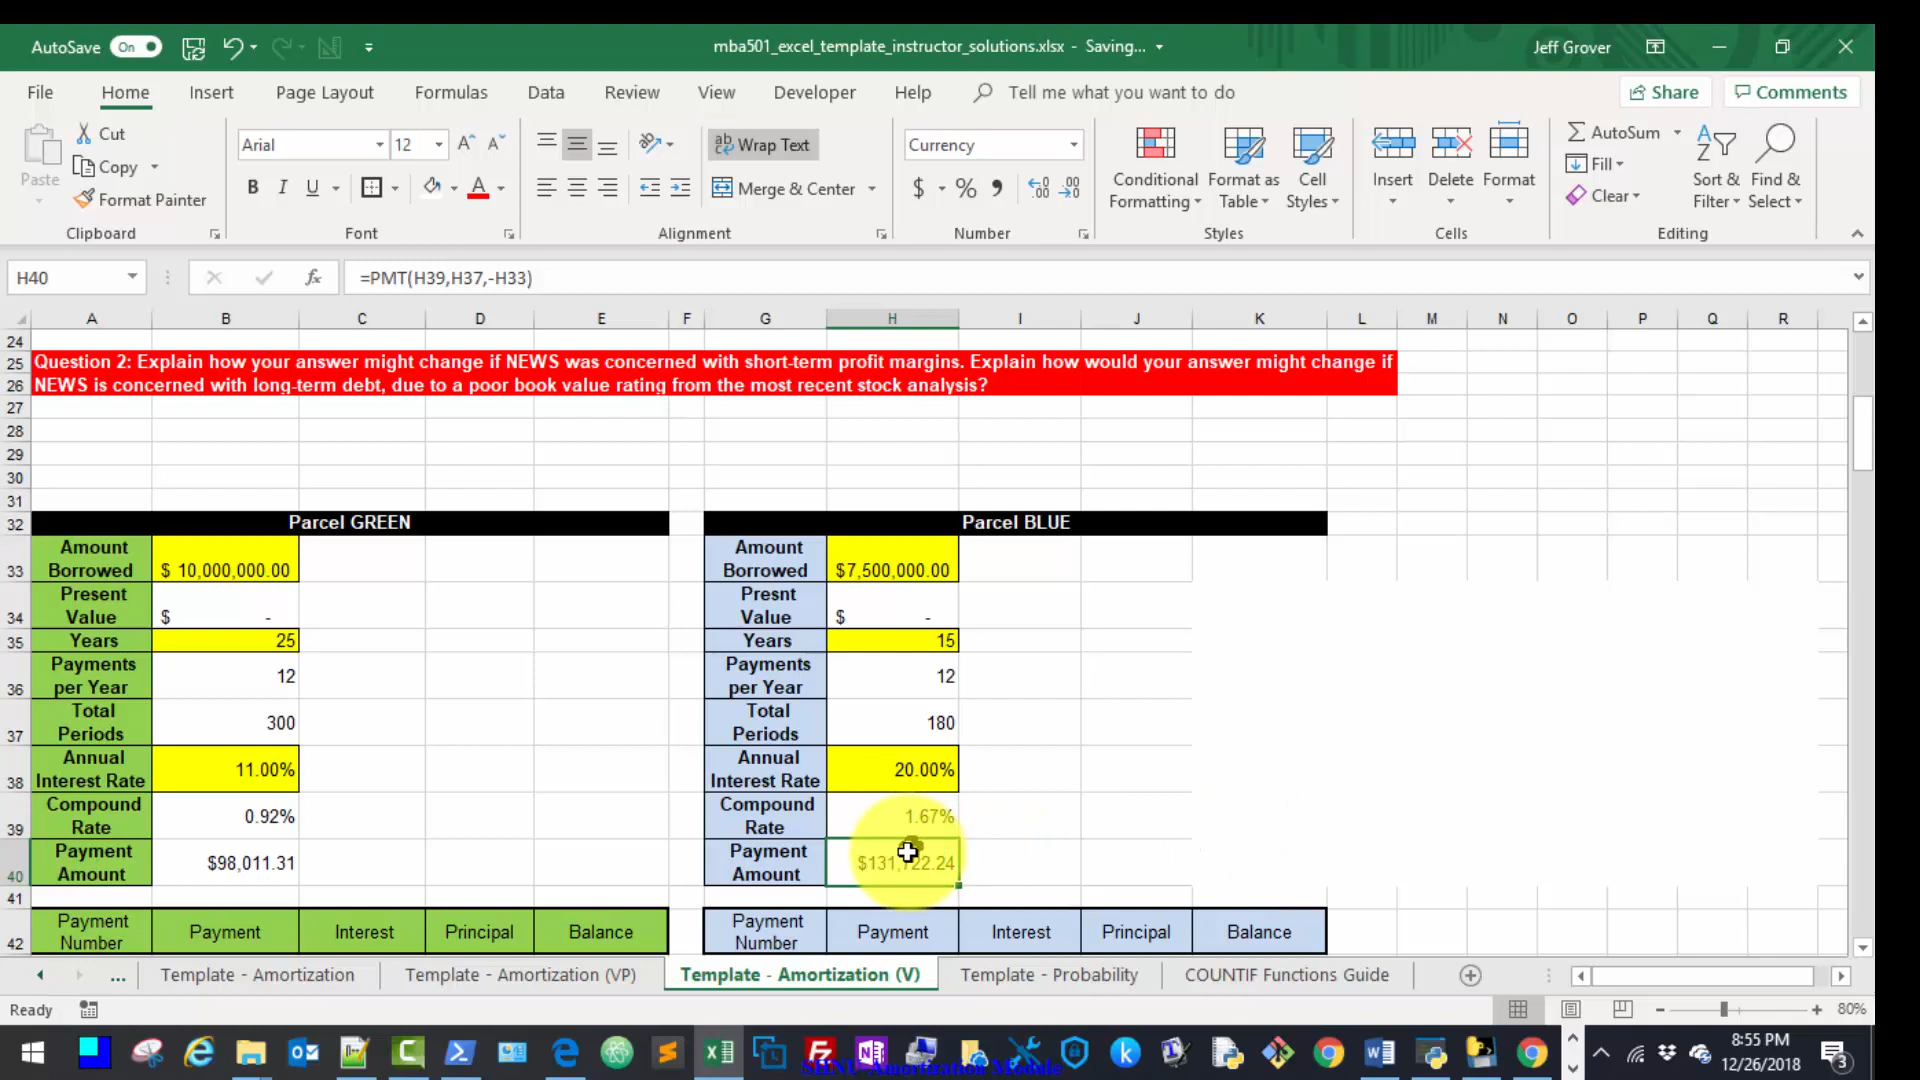 AutoSave On mba501_excel_template_instructor_solutions.xlsx - Saving... Jeff Grover
File Home Insert Page Layout Formulas Data Review View Developer Help Tell me what you want to do Share Comments
Paste Cut Copy Format Painter
Arial 12 Wrap Text Merge & Center
Currency $ %
Conditional Formatting Format as Table Cell Styles Insert Delete Format
AutoSum Fill Clear Sort & Filter Find & Select
Clipboard Font Alignment Number Styles Cells Editing
H40 fx =PMT(H39,H37,-H33)
A B C D E F G H I J K L M N O P Q R
24
25 Question 2: Explain how your answer might change if NEWS was concerned with short-term profit margins. Explain how would your answer might change if
26 NEWS is concerned with long-term debt, due to a poor book value rating from the most recent stock analysis?
27
28
29
30
31
32 Parcel GREEN Parcel BLUE
33 Amount Borrowed $ 10,000,000.00 Amount Borrowed $7,500,000.00
34 Present Value $ - Presnt Value $ -
35 Years 25 Years 15
36 Payments per Year 12 Payments per Year 12
37 Total Periods 300 Total Periods 180
38 Annual Interest Rate 11.00% Annual Interest Rate 20.00%
39 Compound Rate 0.92% Compound Rate 1.67%
40 Payment Amount $98,011.31 Payment Amount $131,722.24
41
42 Payment Number Payment Interest Principal Balance Payment Number Payment Interest Principal Balance
... Template - Amortization Template - Amortization (VP) Template - Amortization (V) Template - Probability COUNTIF Functions Guide
Ready 80%
8:55 PM
12/26/2018
3
SHNU Amortization Module